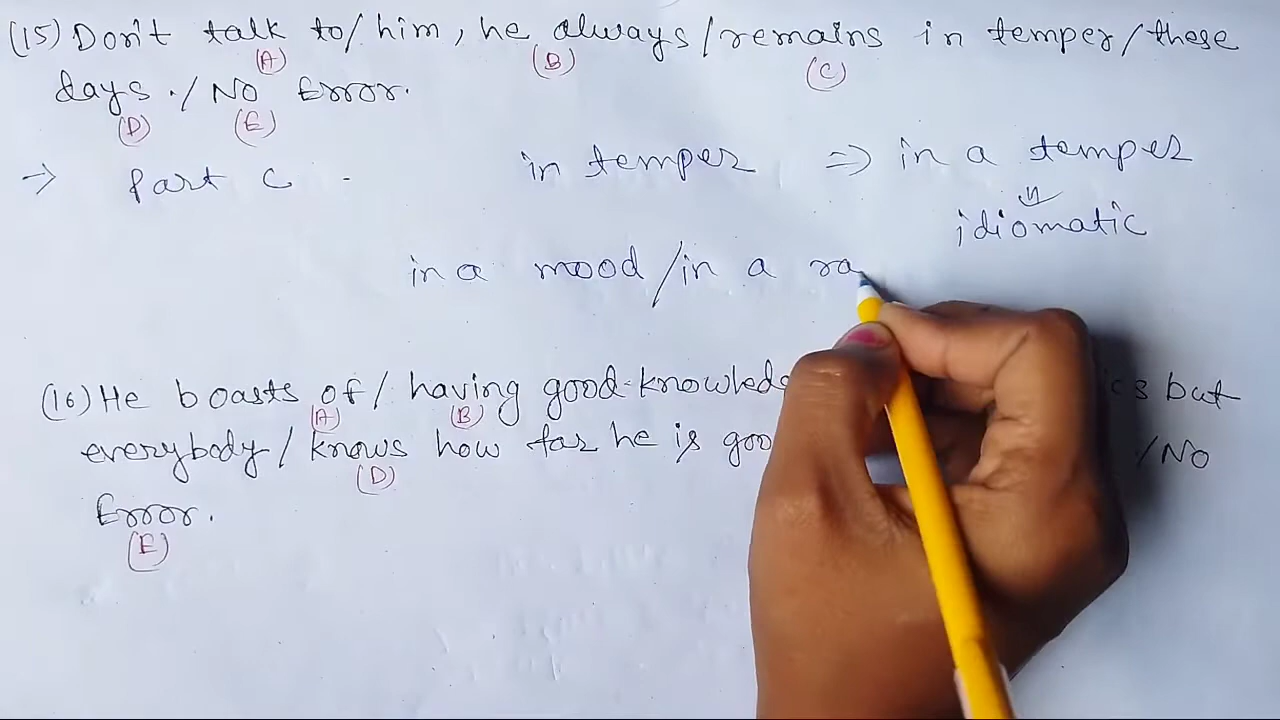 (15) Don't talk to/ him, he always/remains in temper/these
(A) (B) (C)
days./No Error.
(D) (E)
→ Part C. in temper ⇒ in a temper
idiomatic
in a mood/in a ra
(16) He boasts of/ having good knowled but
(A) (B)
everybody/ knows how far he is goo /No
(D)
Error.
(E)